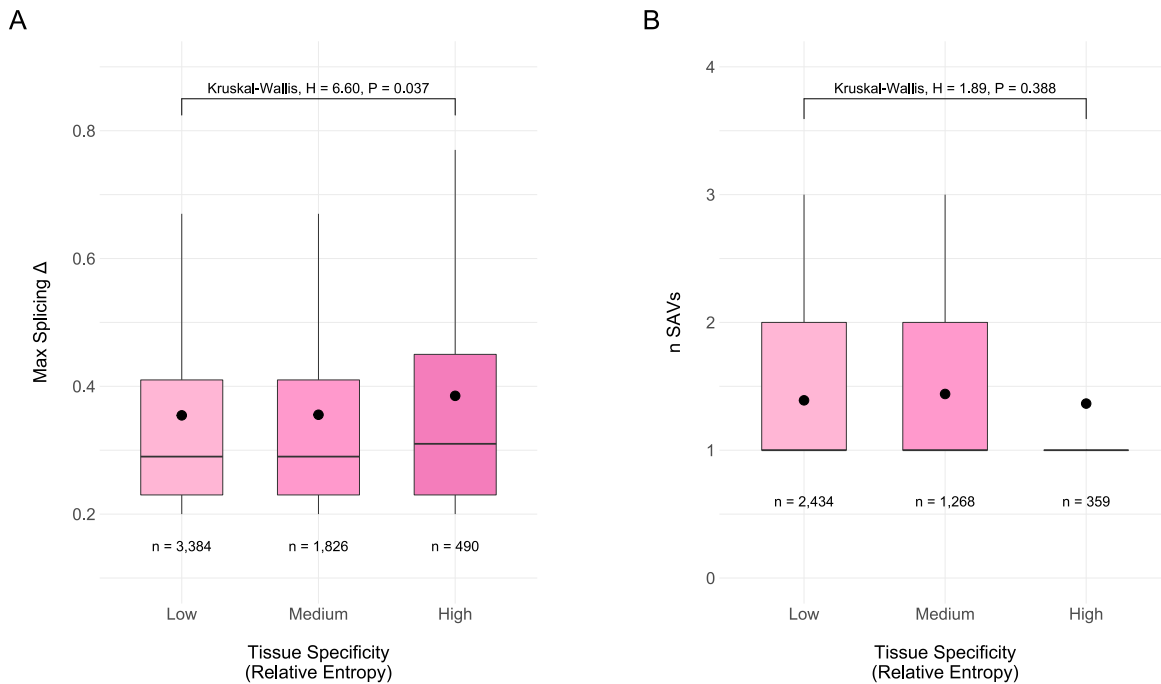 A
Kruskal-Wallis, H = 6.60, P = 0.037
Max Splicing Δ
0.8
0.6
0.4
0.2
n = 3,384
n = 1,826
n = 490
Low
Medium
High
Tissue Specificity
(Relative Entropy)
B
Kruskal-Wallis, H = 1.89, P = 0.388
n SAVs
4
3
2
1
0
n = 2,434
n = 1,268
n = 359
Low
Medium
High
Tissue Specificity
(Relative Entropy)